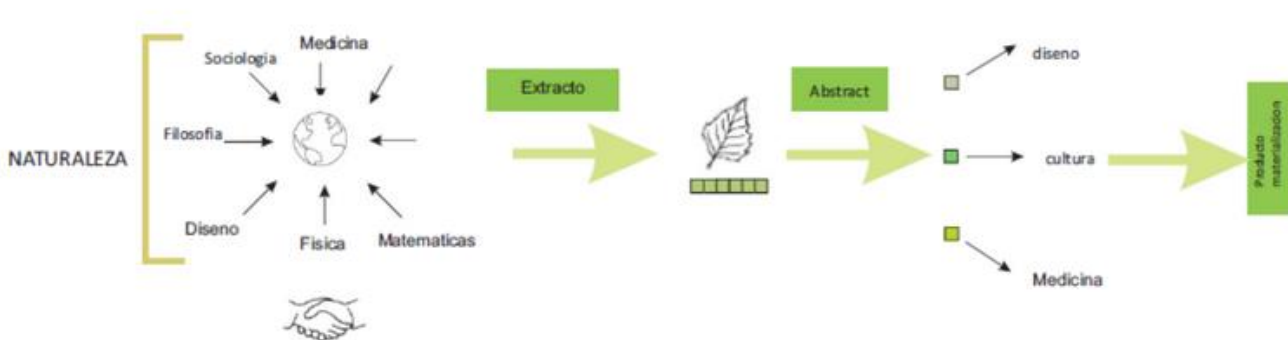 NATURALEZA
Medicina
Sociologia
Filosofia
Diseno
Fisica
Matematicas
Extracto
Abstract
diseno
cultura
Medicina
Producto
materializacion